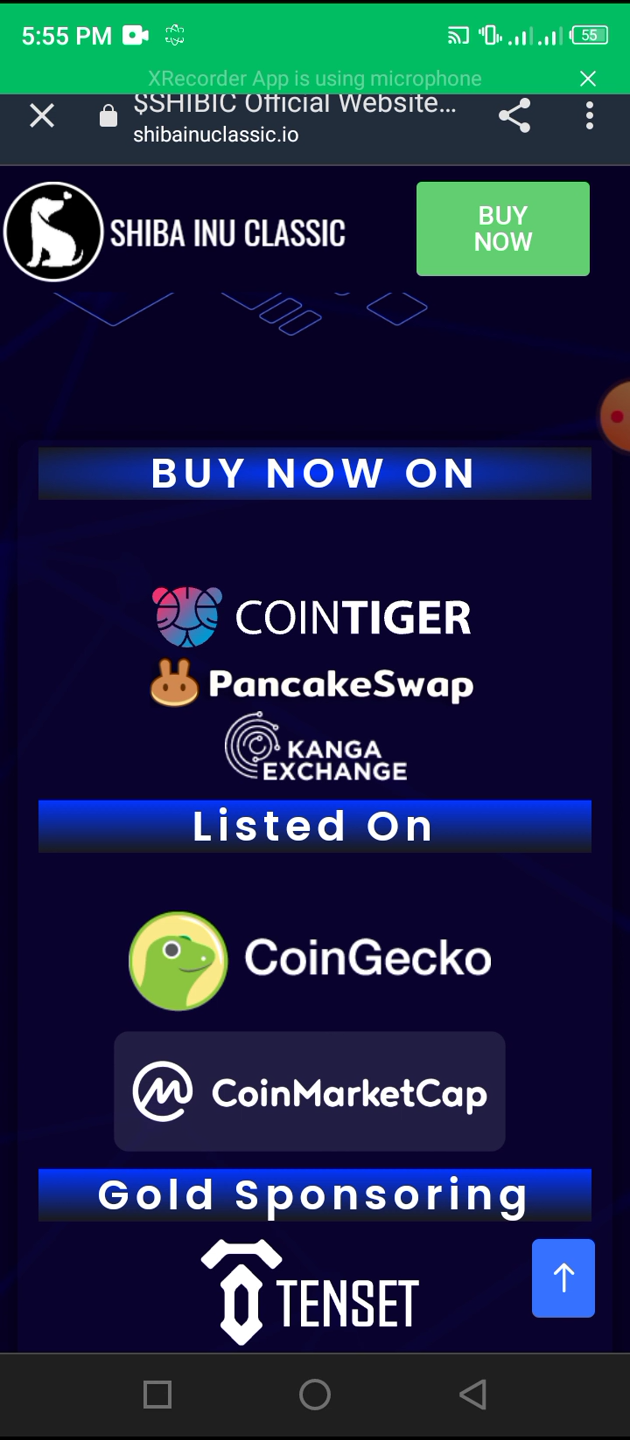 5:55 PM
55
XRecorder App is using microphone
$SHIBIC Official Website...
shibainuclassic.io
SHIBA INU CLASSIC
BUY
NOW
BUY NOW ON
COINTIGER
PancakeSwap
KANGA
EXCHANGE
Listed On
CoinGecko
CoinMarketCap
Gold Sponsoring
TENSET